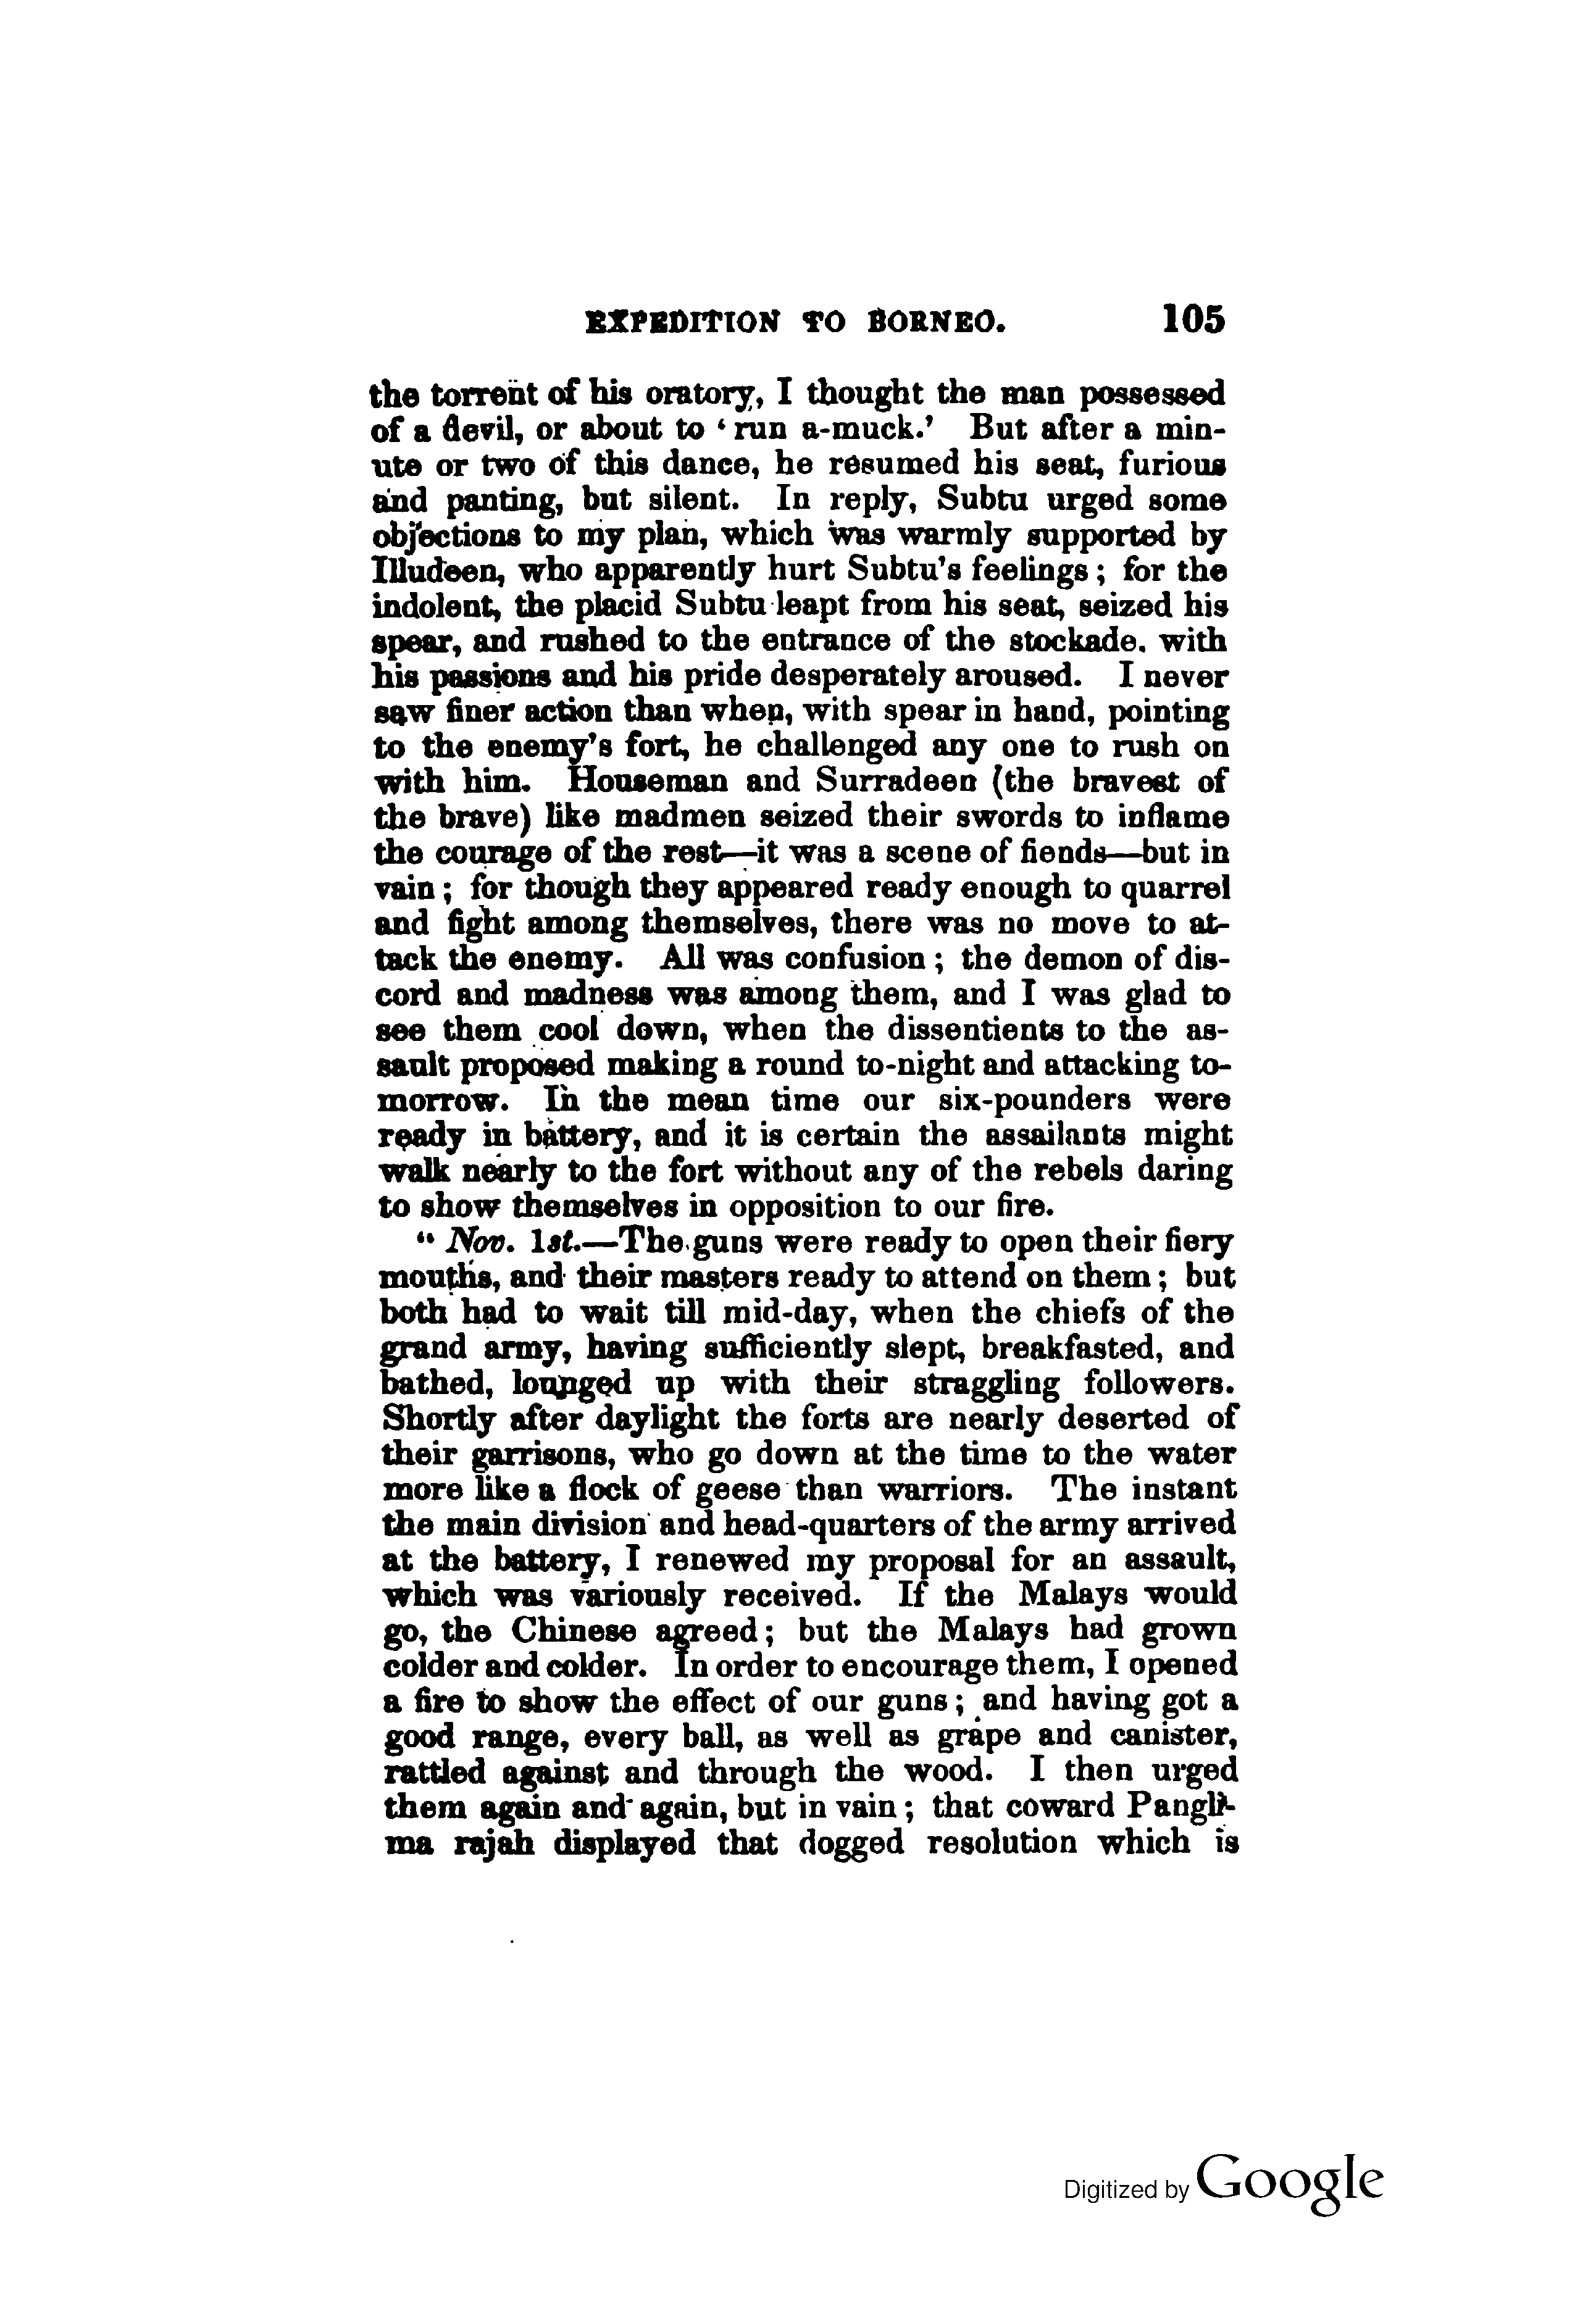 EXPEDITION TO BORNEO. 105
the torrent of his oratory, I thought the man possessed
of a devil, or about to ‘run a-muck.’ But after a min-
ute or two of this dance, he resumed his seat, furious
and panting, but silent. In reply, Subtu urged some
objections to my plan, which was warmly supported by
Illudeen, who apparently hurt Subtu's feelings; for the
indolent, the placid Subtu leapt from his seat, seized his
spear, and rushed to the entrance of the stockade. with
his passions and his pride desperately aroused. I never
saw finer action than when, with spear in hand, pointing
to the enemy's fort, he challenged any one to rush on
with him. Houseman and Surradeen (the bravest of
the brave) like madmen seized their swords to inflame
the courage of the rest—it was a scene of fiends—but in
vain; for though they appeared ready enough to quarrel
and fight among themselves, there was no move to at-
tack the enemy. All was confusion; the demon of dis-
cord and madness was among them, and I was glad to
see them cool down, when the dissentients to the as-
sault proposed making a round to-night and attacking to-
morrow. In the mean time our six-pounders were
ready in battery, and it is certain the assailants might
walk nearly to the fort without any of the rebels daring
to show themselves in opposition to our fire.
“Nov. 1st.—The guns were ready to open their fiery
mouths, and their masters ready to attend on them; but
both had to wait till mid-day, when the chiefs of the
grand army, having sufficiently slept, breakfasted, and
bathed, lounged up with their straggling followers.
Shortly after daylight the forts are nearly deserted of
their garrisons, who go down at the time to the water
more like a flock of geese than warriors. The instant
the main division and head-quarters of the army arrived
at the battery, I renewed my proposal for an assault,
which was variously received. If the Malays would
go, the Chinese agreed; but the Malays had grown
colder and colder. In order to encourage them, I opened
a fire to show the effect of our guns; and having got a
good range, every ball, as well as grape and canister,
rattled against and through the wood. I then urged
them again and again, but in vain; that coward Pangli-
ma rajah displayed that dogged resolution which is
Digitized by Google